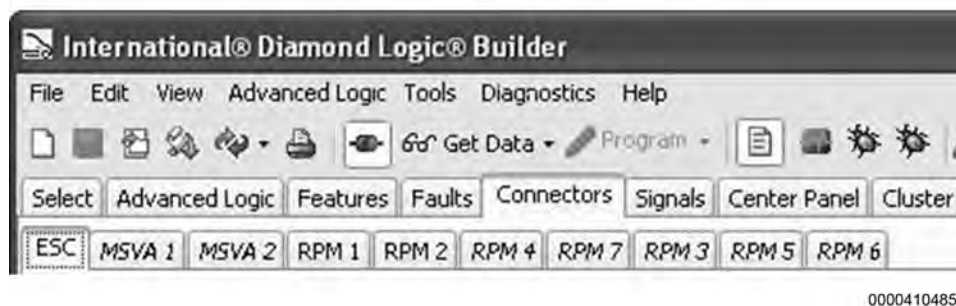 International® Diamond Logic® Builder
File Edit View Advanced Logic Tools Diagnostics Help
Get Data Program
Select Advanced Logic Features Faults Connectors Signals Center Panel Cluster
ESC MSVA 1 MSVA 2 RPM 1 RPM 2 RPM 4 RPM 7 RPM 3 RPM 5 RPM 6
0000410485